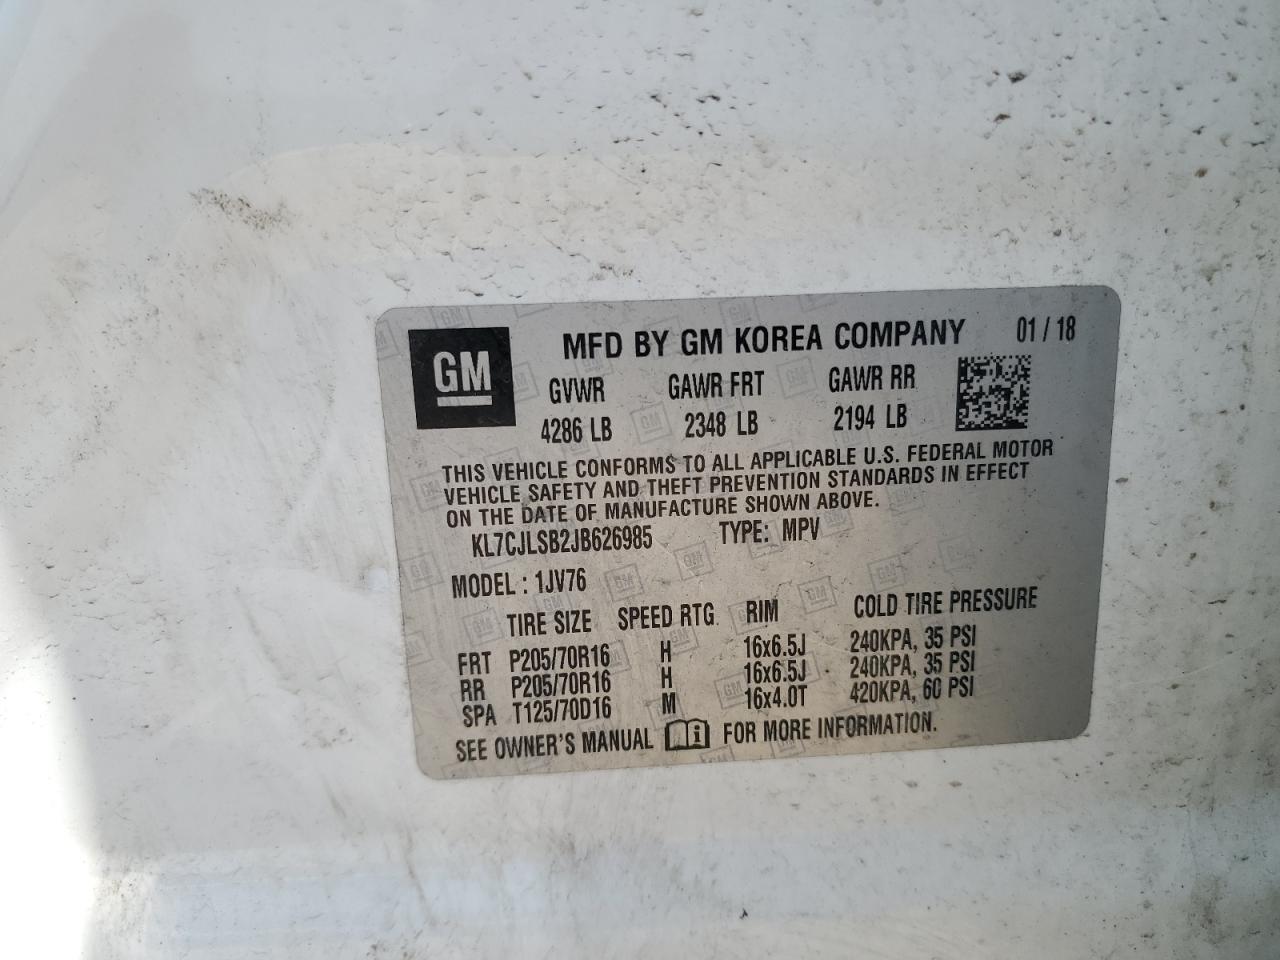 GM
MFD BY GM KOREA COMPANY 01 / 18
GVWR GAWR FRT GAWR RR
4286 LB 2348 LB 2194 LB
THIS VEHICLE CONFORMS TO ALL APPLICABLE U.S. FEDERAL MOTOR
VEHICLE SAFETY AND THEFT PREVENTION STANDARDS IN EFFECT
ON THE DATE OF MANUFACTURE SHOWN ABOVE.
KL7CJLSB2JB626985 TYPE: MPV
MODEL : 1JV76
TIRE SIZE SPEED RTG RIM COLD TIRE PRESSURE
FRT P205/70R16 H 16x6.5J 240KPA, 35 PSI
RR P205/70R16 H 16x6.5J 240KPA, 35 PSI
SPA T125/70D16 M 16x4.0T 420KPA, 60 PSI
SEE OWNER'S MANUAL i FOR MORE INFORMATION.